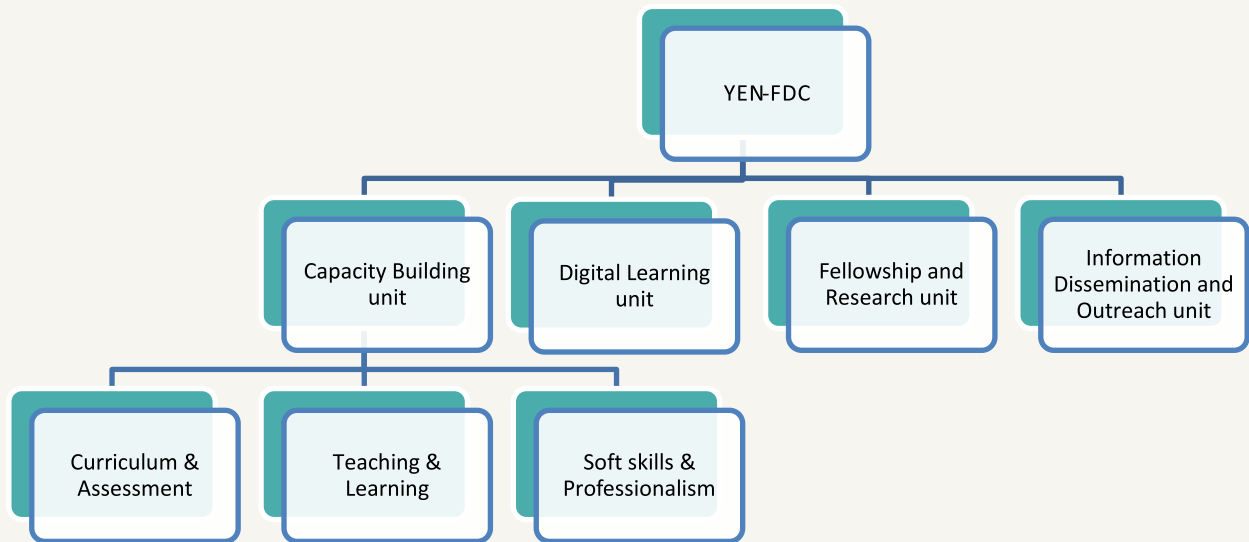 YEN-FDC
Capacity Building
unit
Digital Learning
unit
Fellowship and
Research unit
Information
Dissemination and
Outreach unit
Curriculum &
Assessment
Teaching &
Learning
Soft skills &
Professionalism